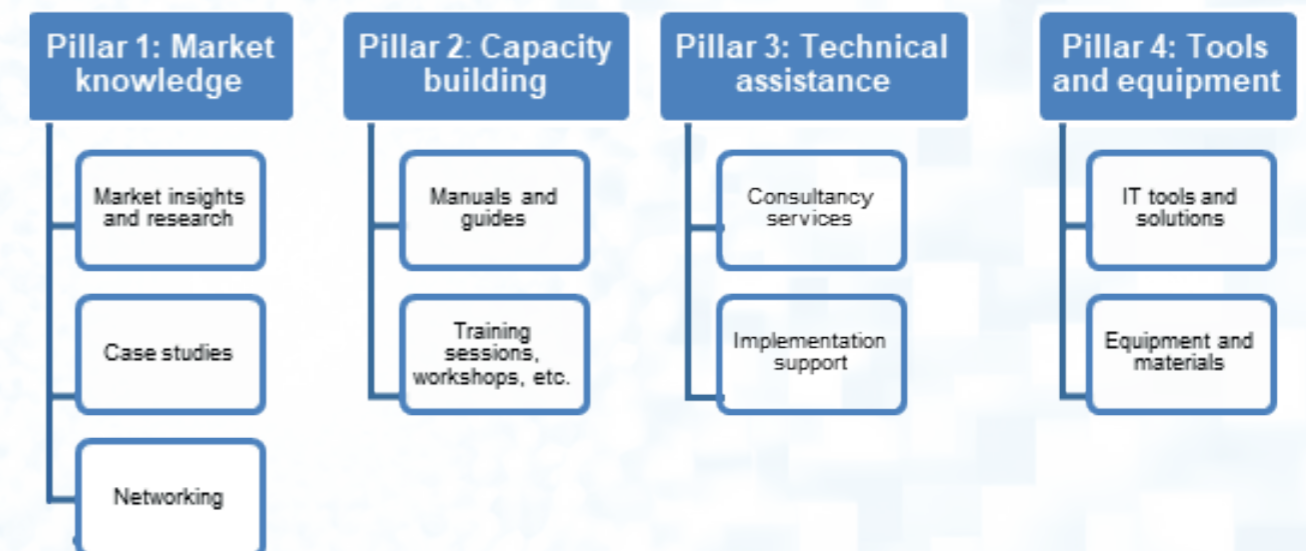 Pillar 1: Market
knowledge
Market insights
and research
Case studies
Networking
Pillar 2: Capacity
building
Manuals and
guides
Training
sessions,
workshops, etc.
Pillar 3: Technical
assistance
Consultancy
services
Implementation
support
Pillar 4: Tools
and equipment
IT tools and
solutions
Equipment and
materials